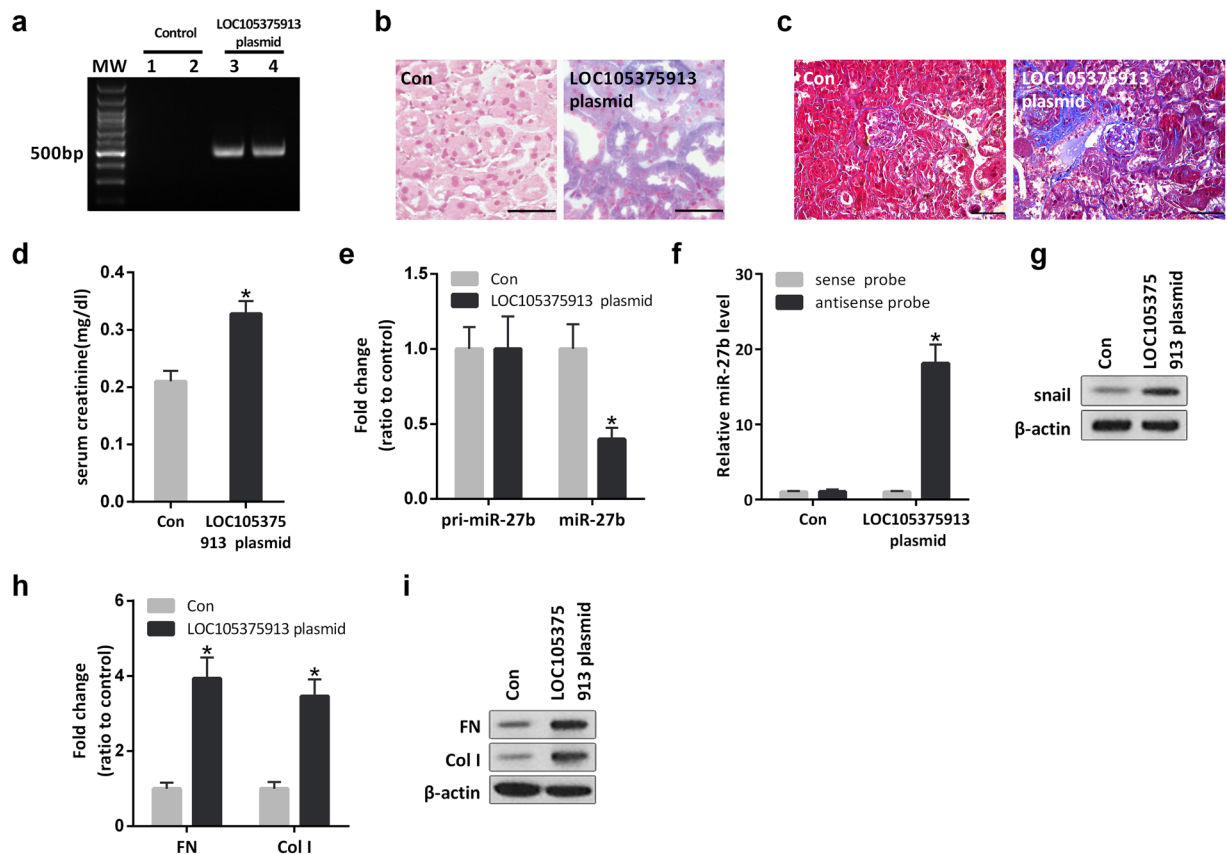 a
Control
LOC105375913
plasmid
MW
1
2
3
4
500bp
b
Con
LOC105375913
plasmid
c
Con
LOC105375913
plasmid
d
serum creatinine(mg/dl)
0.4
0.3
0.2
0.1
0.0
*
Con
LOC105375
913 plasmid
e
Fold change
(ratio to control)
1.5
1.0
0.5
0.0
Con
LOC105375913 plasmid
*
pri-miR-27b
miR-27b
f
Relative miR-27b level
30
20
10
0
sense probe
antisense probe
*
Con
LOC105375913
plasmid
g
Con
LOC105375
913 plasmid
snail
β-actin
h
Fold change
(ratio to control)
6
4
2
0
Con
LOC105375913 plasmid
*
*
FN
Col I
i
Con
LOC105375
913 plasmid
FN
Col I
β-actin